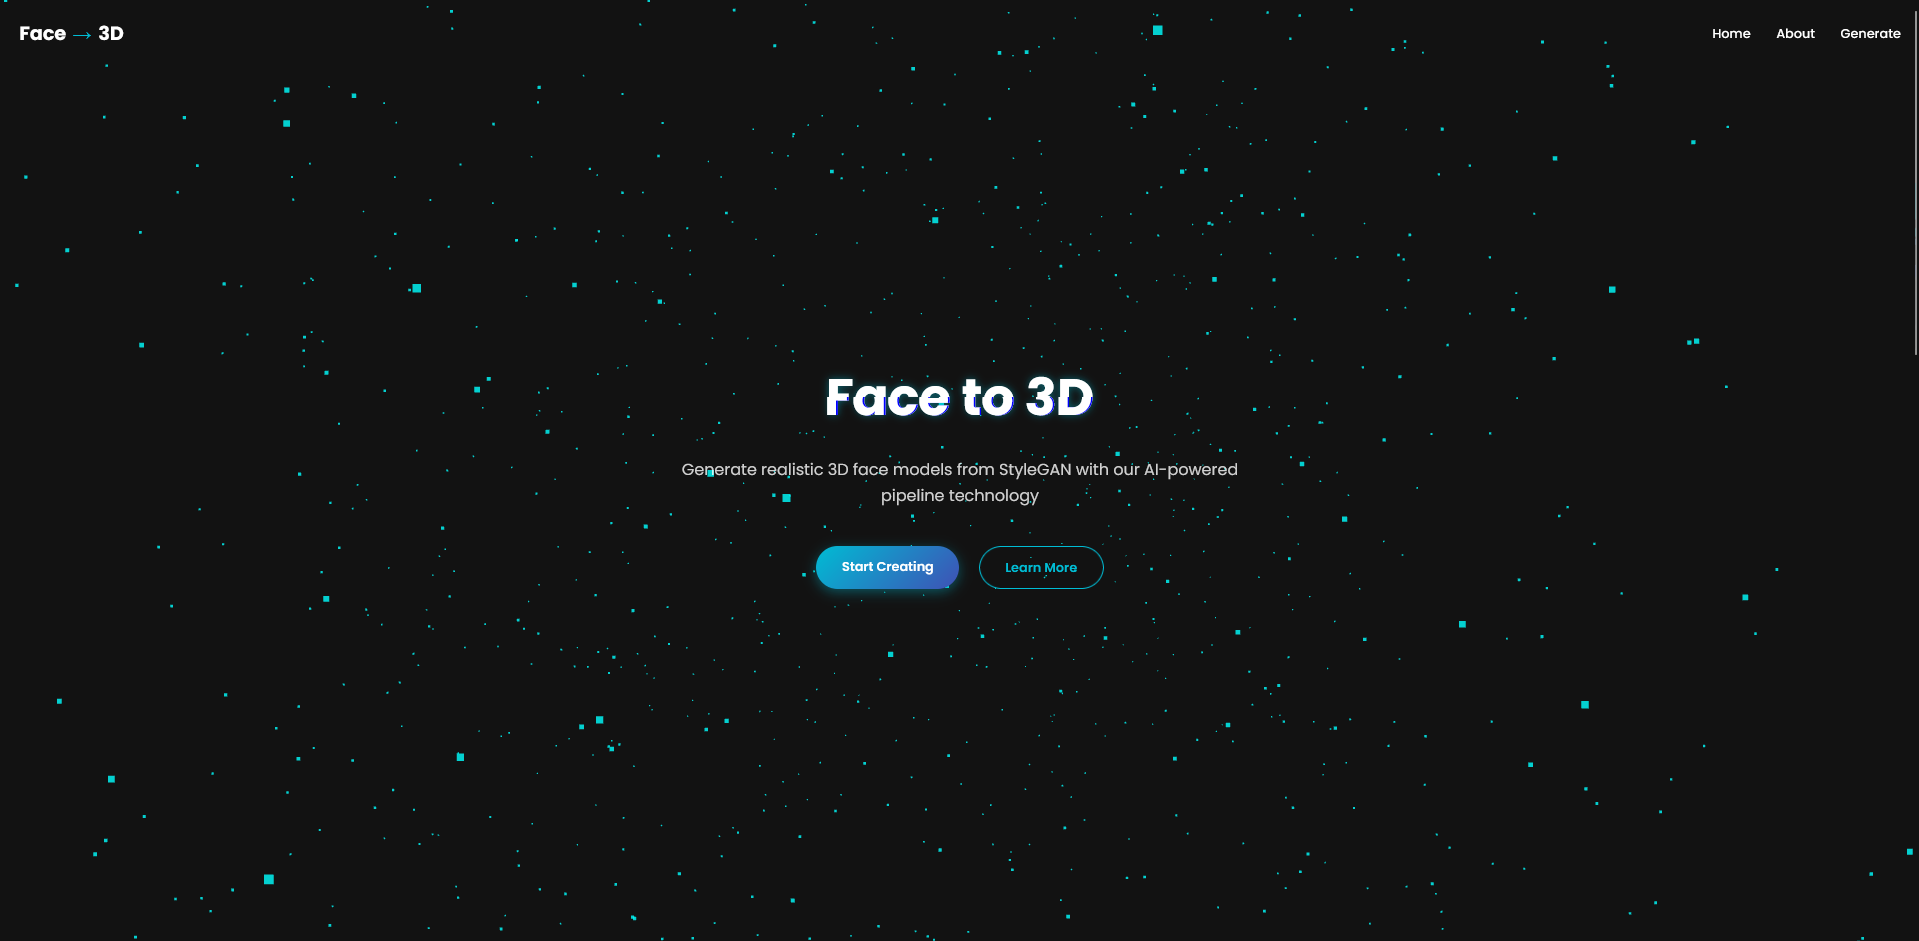 Face → 3D
Home
About
Generate
Face to 3D
Generate realistic 3D face models from StyleGAN with our AI-powered
pipeline technology
Start Creating
Learn More